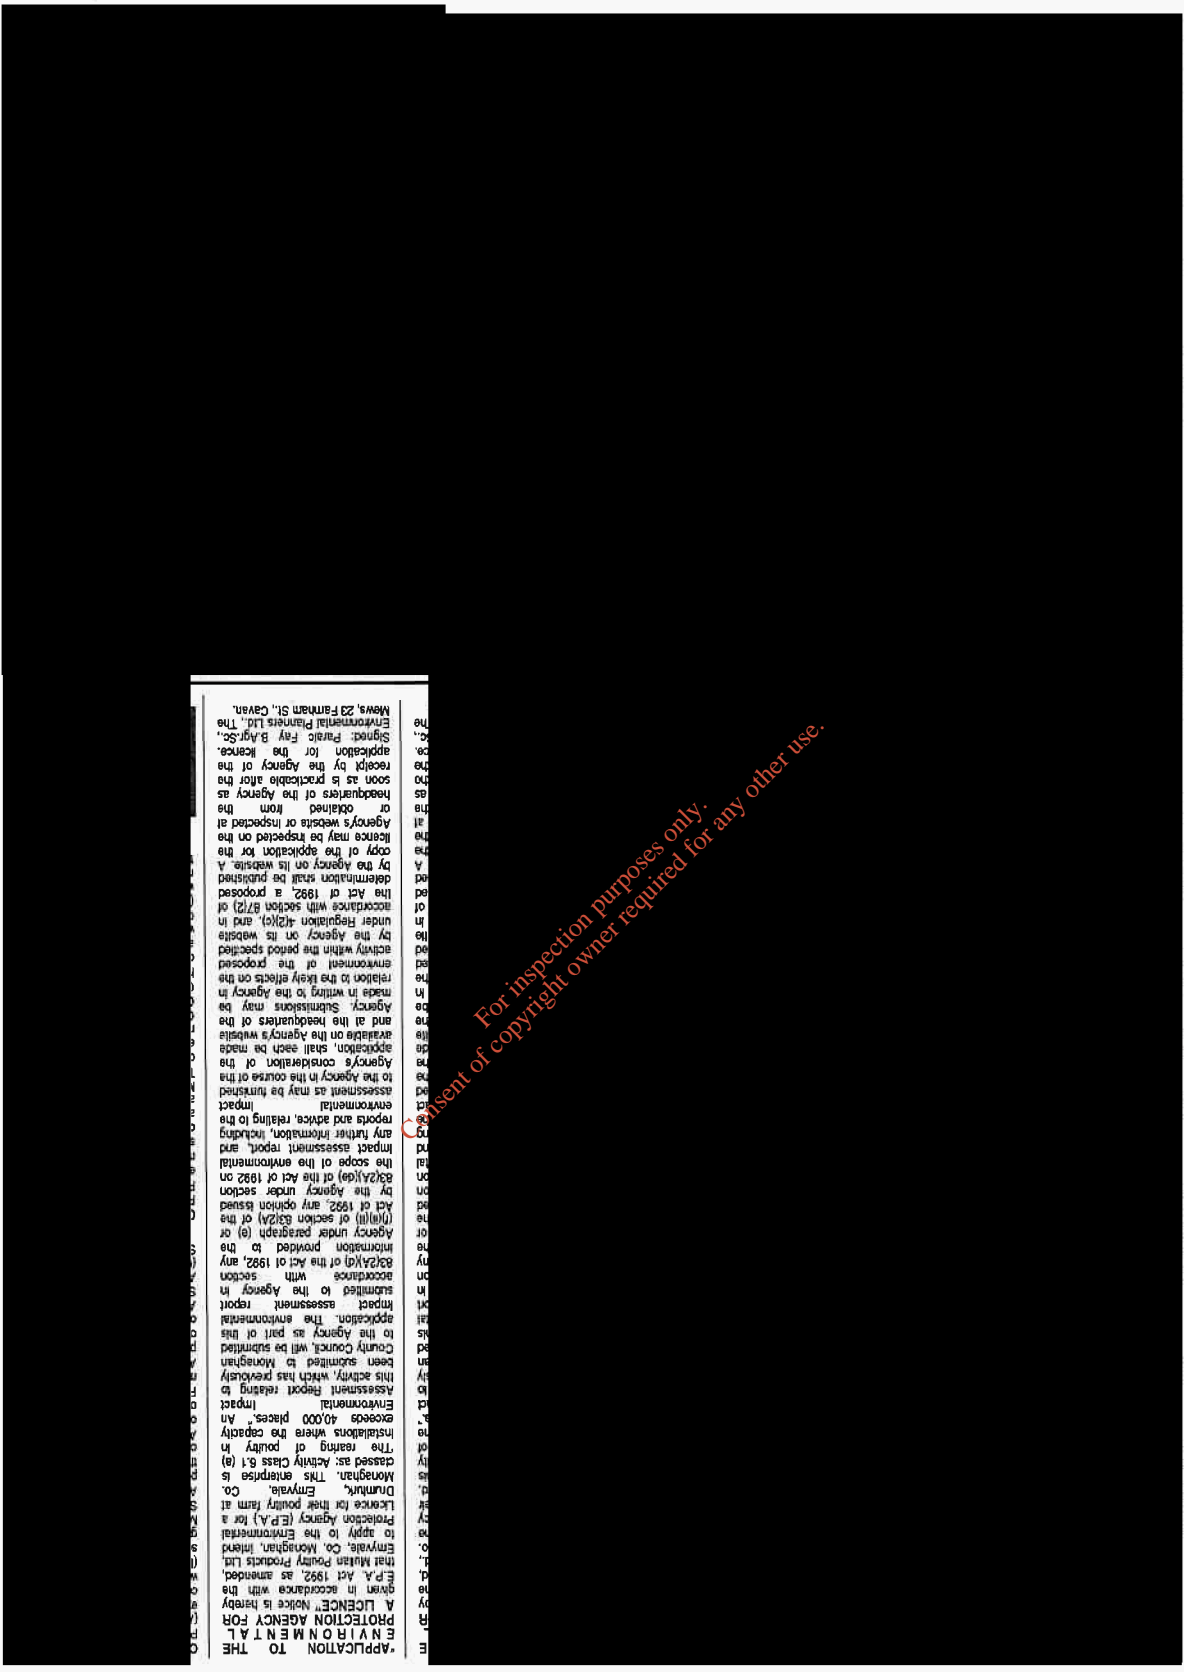 "APPLICATION TO THE
ENVIRONMENTAL
PROTECTION AGENCY FOR
A LICENCE" Notice is hereby
given in accordance with the
E.P.A. Act 1992, as amended,
that Mullan Poultry Products Ltd,
Emyvale, Co. Monaghan, intend
to apply to the Environmental
Protection Agency (E.P.A.) for a
Licence for their poultry farm at
Drumturk, Emyvale, Co.
Monaghan. This enterprise is
classed as: Activity Class 6.1 (a)
"The rearing of poultry in
installations where the capacity
exceeds 40,000 places." An
Environmental Impact
Assessment Report relating to
this activity, which has previously
been submitted to Monaghan
County Council, will be submitted
to the Agency as part of this
application. The environmental
impact assessment report
submitted to the Agency in
accordance with section
83(2A)(d) of the Act of 1992, any
information provided to the
Agency under paragraph (e) or
(f)(ii)(II) of section 83(2A) of the
Act of 1992, any opinion issued
by the Agency under section
83(2A)(de) of the Act of 1992 on
the scope of the environmental
impact assessment report, and
any further information, including
reports and advice, relating to the
environmental impact
assessment as may be furnished
to the Agency in the course of the
Agency's consideration of the
application, shall each be made
available on the Agency's website
and at the headquarters of the
Agency. Submissions may be
made in writing to the Agency in
relation to the likely effects on the
environment of the proposed
activity within the period specified
by the Agency on its website
under Regulation 4(2)(c), and in
accordance with section 87(2) of
the Act of 1992, a proposed
determination shall be published
by the Agency on its website. A
copy of the application for the
licence may be inspected on the
Agency's website or inspected at
or obtained from the
headquarters of the Agency as
soon as is practicable after the
receipt by the Agency of the
application for the licence.
Signed: Paraic Fay B.Agr.Sc.,
Environmental Planners Ltd., The
Mews, 23 Farnham St., Cavan.
For inspection purposes only.
Consent of copyright owner required for any other use.